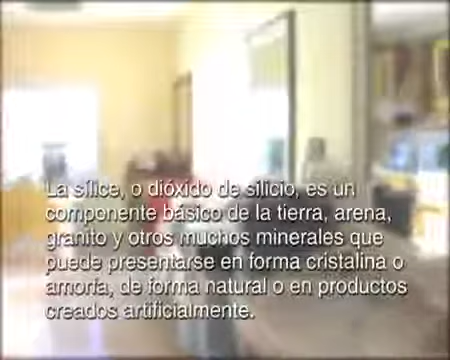 La sílice, o dióxido de silicio, es un
componente básico de la tierra, arena,
granito y otros muchos minerales que
puede presentarse en forma cristalina o
amorfa, de forma natural o en productos
creados artificialmente.